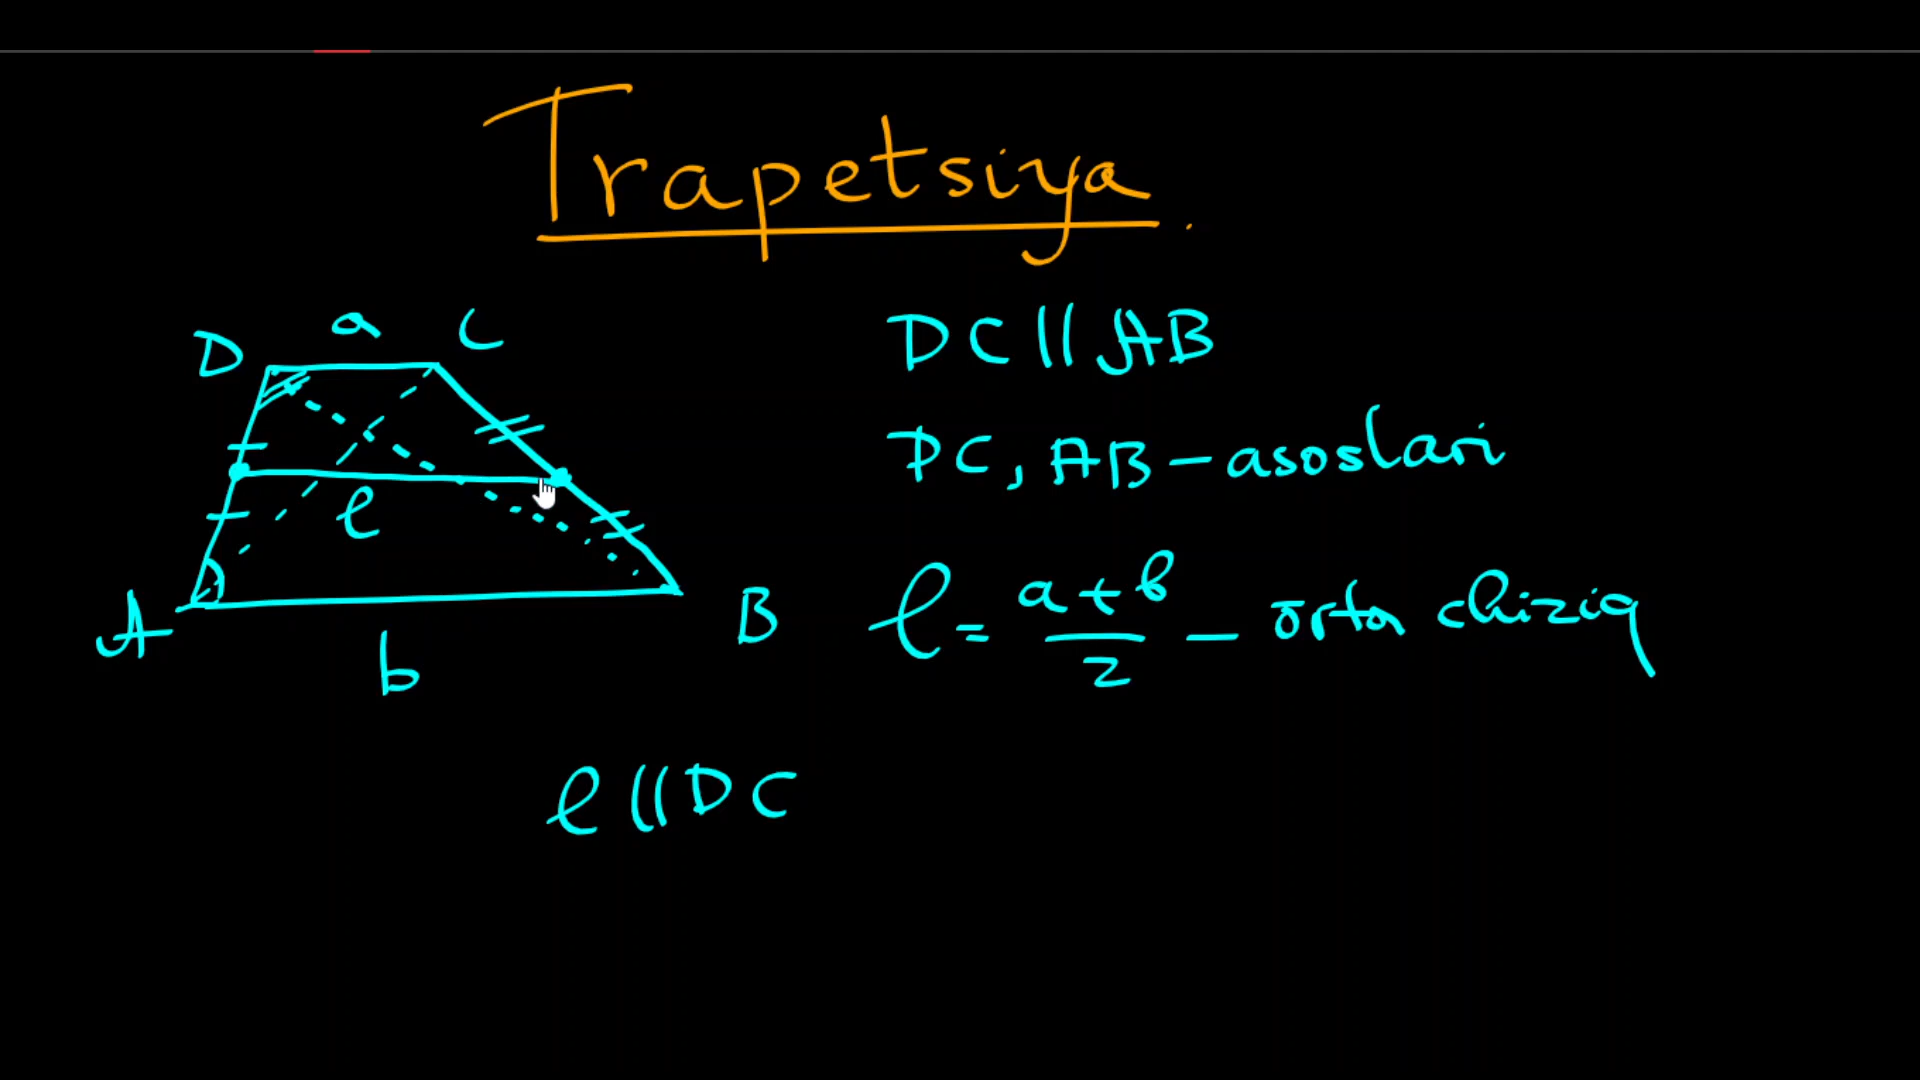 Trapetsiya.
D a C
DC || AB
DC, AB - asoslari
l
A b B
l = a+b/2 - o̅rta chiziq
l || DC